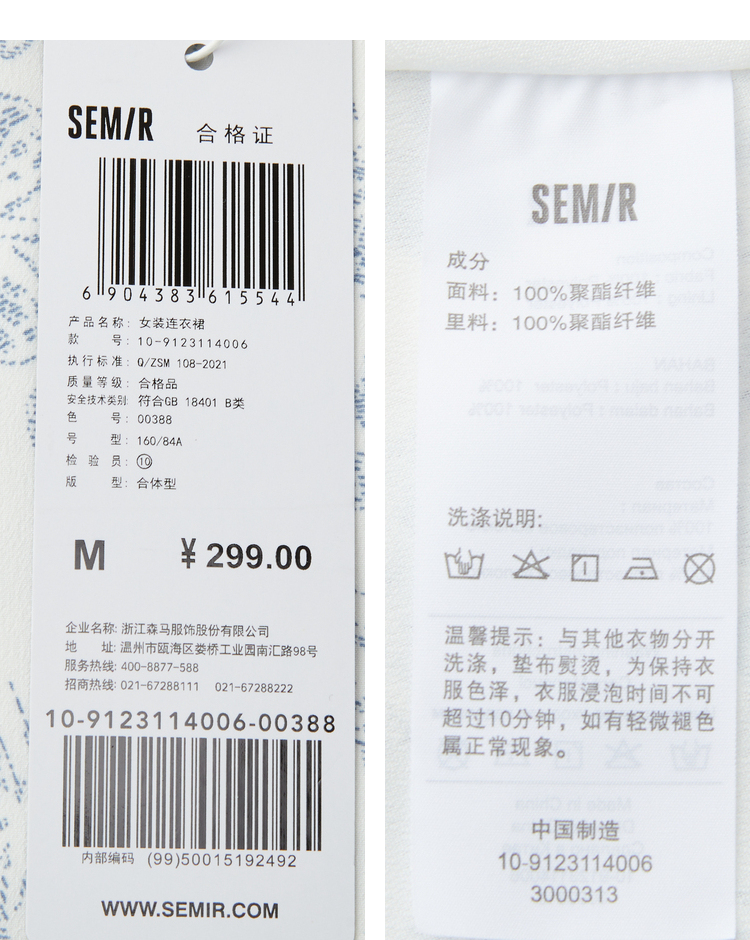 SEM/R 合格证
6 904383 615544
产品名称: 女装连衣裙
款号: 10-9123114006
执行标准: Q/ZSM 108-2021
质量等级: 合格品
安全技术类别: 符合GB 18401 B类
色号: 00388
号型: 160/84A
检验员: ⑩
版型: 合体型
M ¥ 299.00
企业名称: 浙江森马服饰股份有限公司
地址: 温州市瓯海区娄桥工业园南汇路98号
服务热线: 400-8877-588
招商热线: 021-67288111 021-67288222
10-9123114006-00388
内部编码 (99)50015192492
WWW.SEMIR.COM
SEM/R
成分
面料: 100%聚酯纤维
里料: 100%聚酯纤维
洗涤说明:
温馨提示: 与其他衣物分开
洗涤，垫布熨烫，为保持衣
服色泽，衣服浸泡时间不可
超过10分钟，如有轻微褪色
属正常现象。
中国制造
10-9123114006
3000313